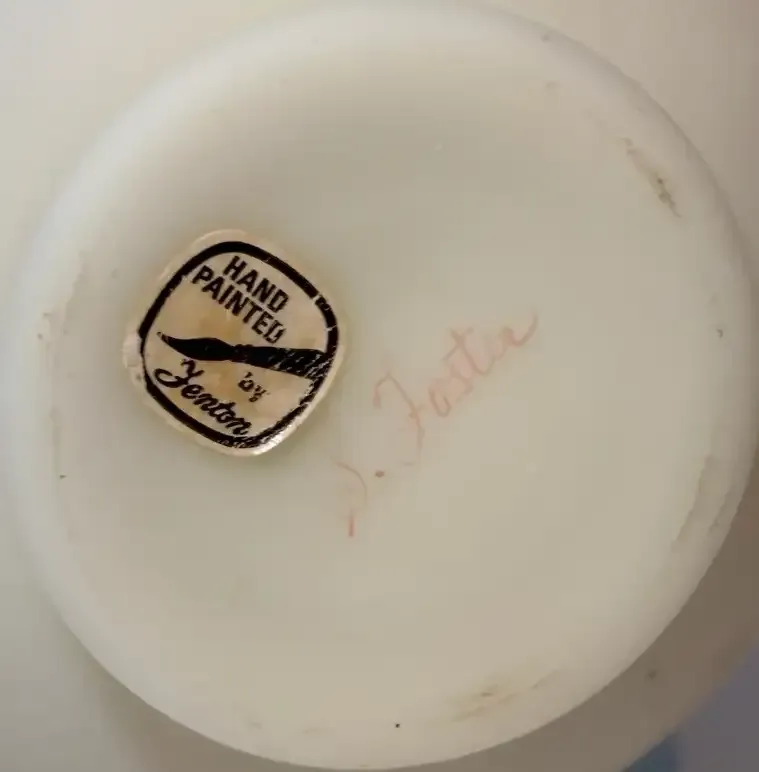 HAND
PAINTED
by
Fenton
J. Foster